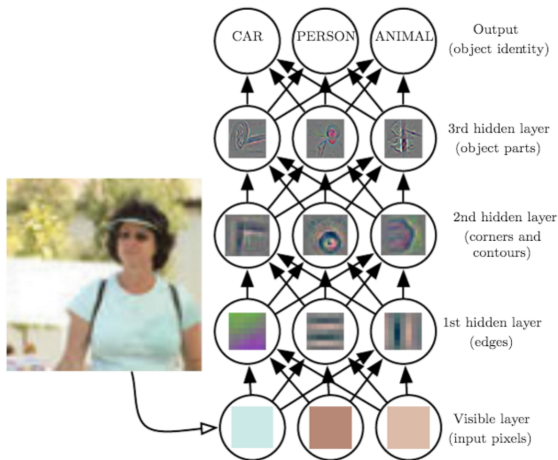 CAR
PERSON
ANIMAL
Output
(object identity)
3rd hidden layer
(object parts)
2nd hidden layer
(corners and
contours)
1st hidden layer
(edges)
Visible layer
(input pixels)